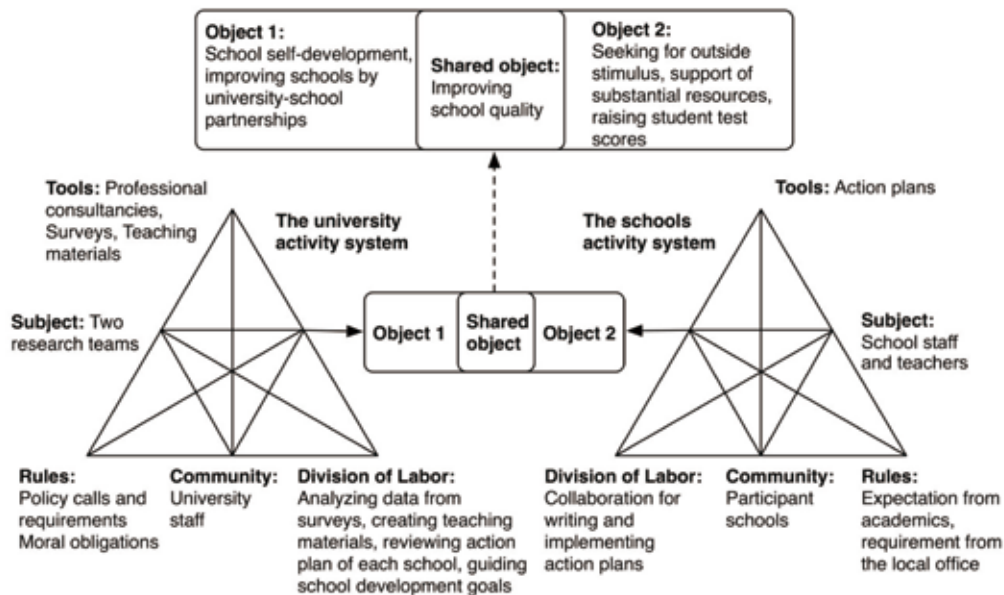 Object 1:
School self-development,
improving schools by
university-school
partnerships
Shared object:
Improving
school quality
Object 2:
Seeking for outside
stimulus, support of
substantial resources,
raising student test
scores
Tools: Professional
consultancies,
Surveys, Teaching
materials
The university
activity system
The schools
activity system
Tools: Action plans
Subject: Two
research teams
Object 1
Shared
object
Object 2
Subject:
School staff
and teachers
Rules:
Policy calls and
requirements
Moral obligations
Community:
University
staff
Division of Labor:
Analyzing data from
surveys, creating teaching
materials, reviewing action
plan of each school, guiding
school development goals
Division of Labor:
Collaboration for
writing and
implementing
action plans
Community:
Participant
schools
Rules:
Expectation from
academics,
requirement from
the local office